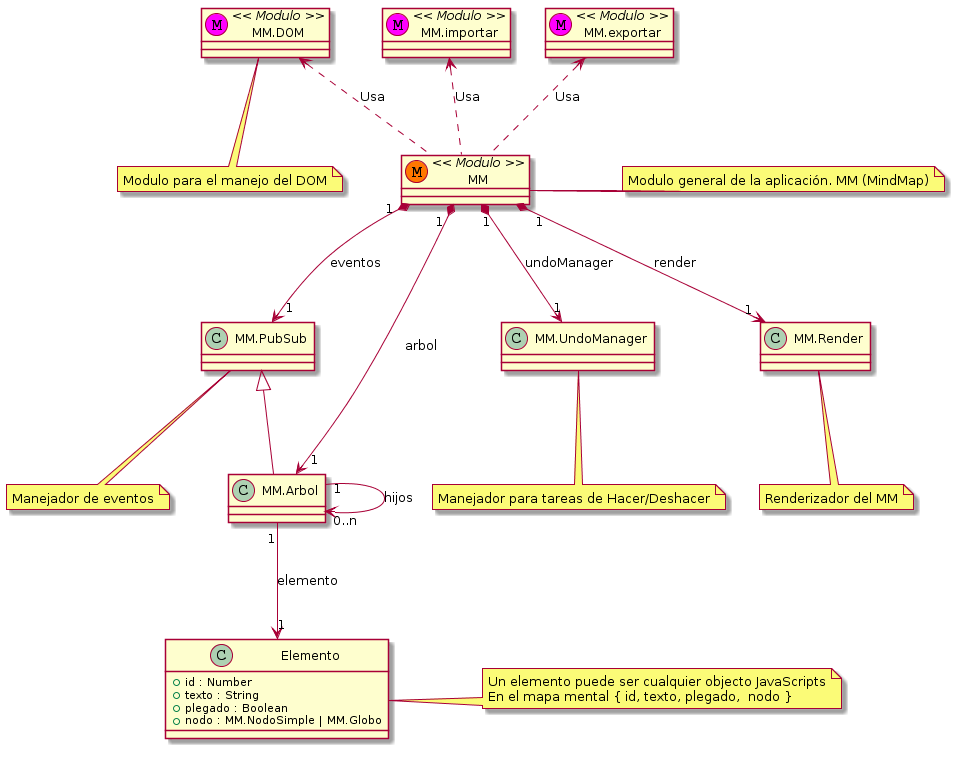 M << Modulo >>
MM.DOM
M << Modulo >>
MM.importar
M << Modulo >>
MM.exportar
Usa
Usa
Usa
Modulo para el manejo del DOM
M << Modulo >>
MM
Modulo general de la aplicación. MM (MindMap)
1
1
1
1
eventos
undoManager
render
arbol
1
1
1
C MM.PubSub
C MM.UndoManager
C MM.Render
1
Manejador de eventos
C MM.Arbol
1
hijos
0..n
Manejador para tareas de Hacer/Deshacer
Renderizador del MM
1
elemento
1
C Elemento
id : Number
texto : String
plegado : Boolean
nodo : MM.NodoSimple | MM.Globo
Un elemento puede ser cualquier objecto JavaScripts
En el mapa mental { id, texto, plegado, nodo }